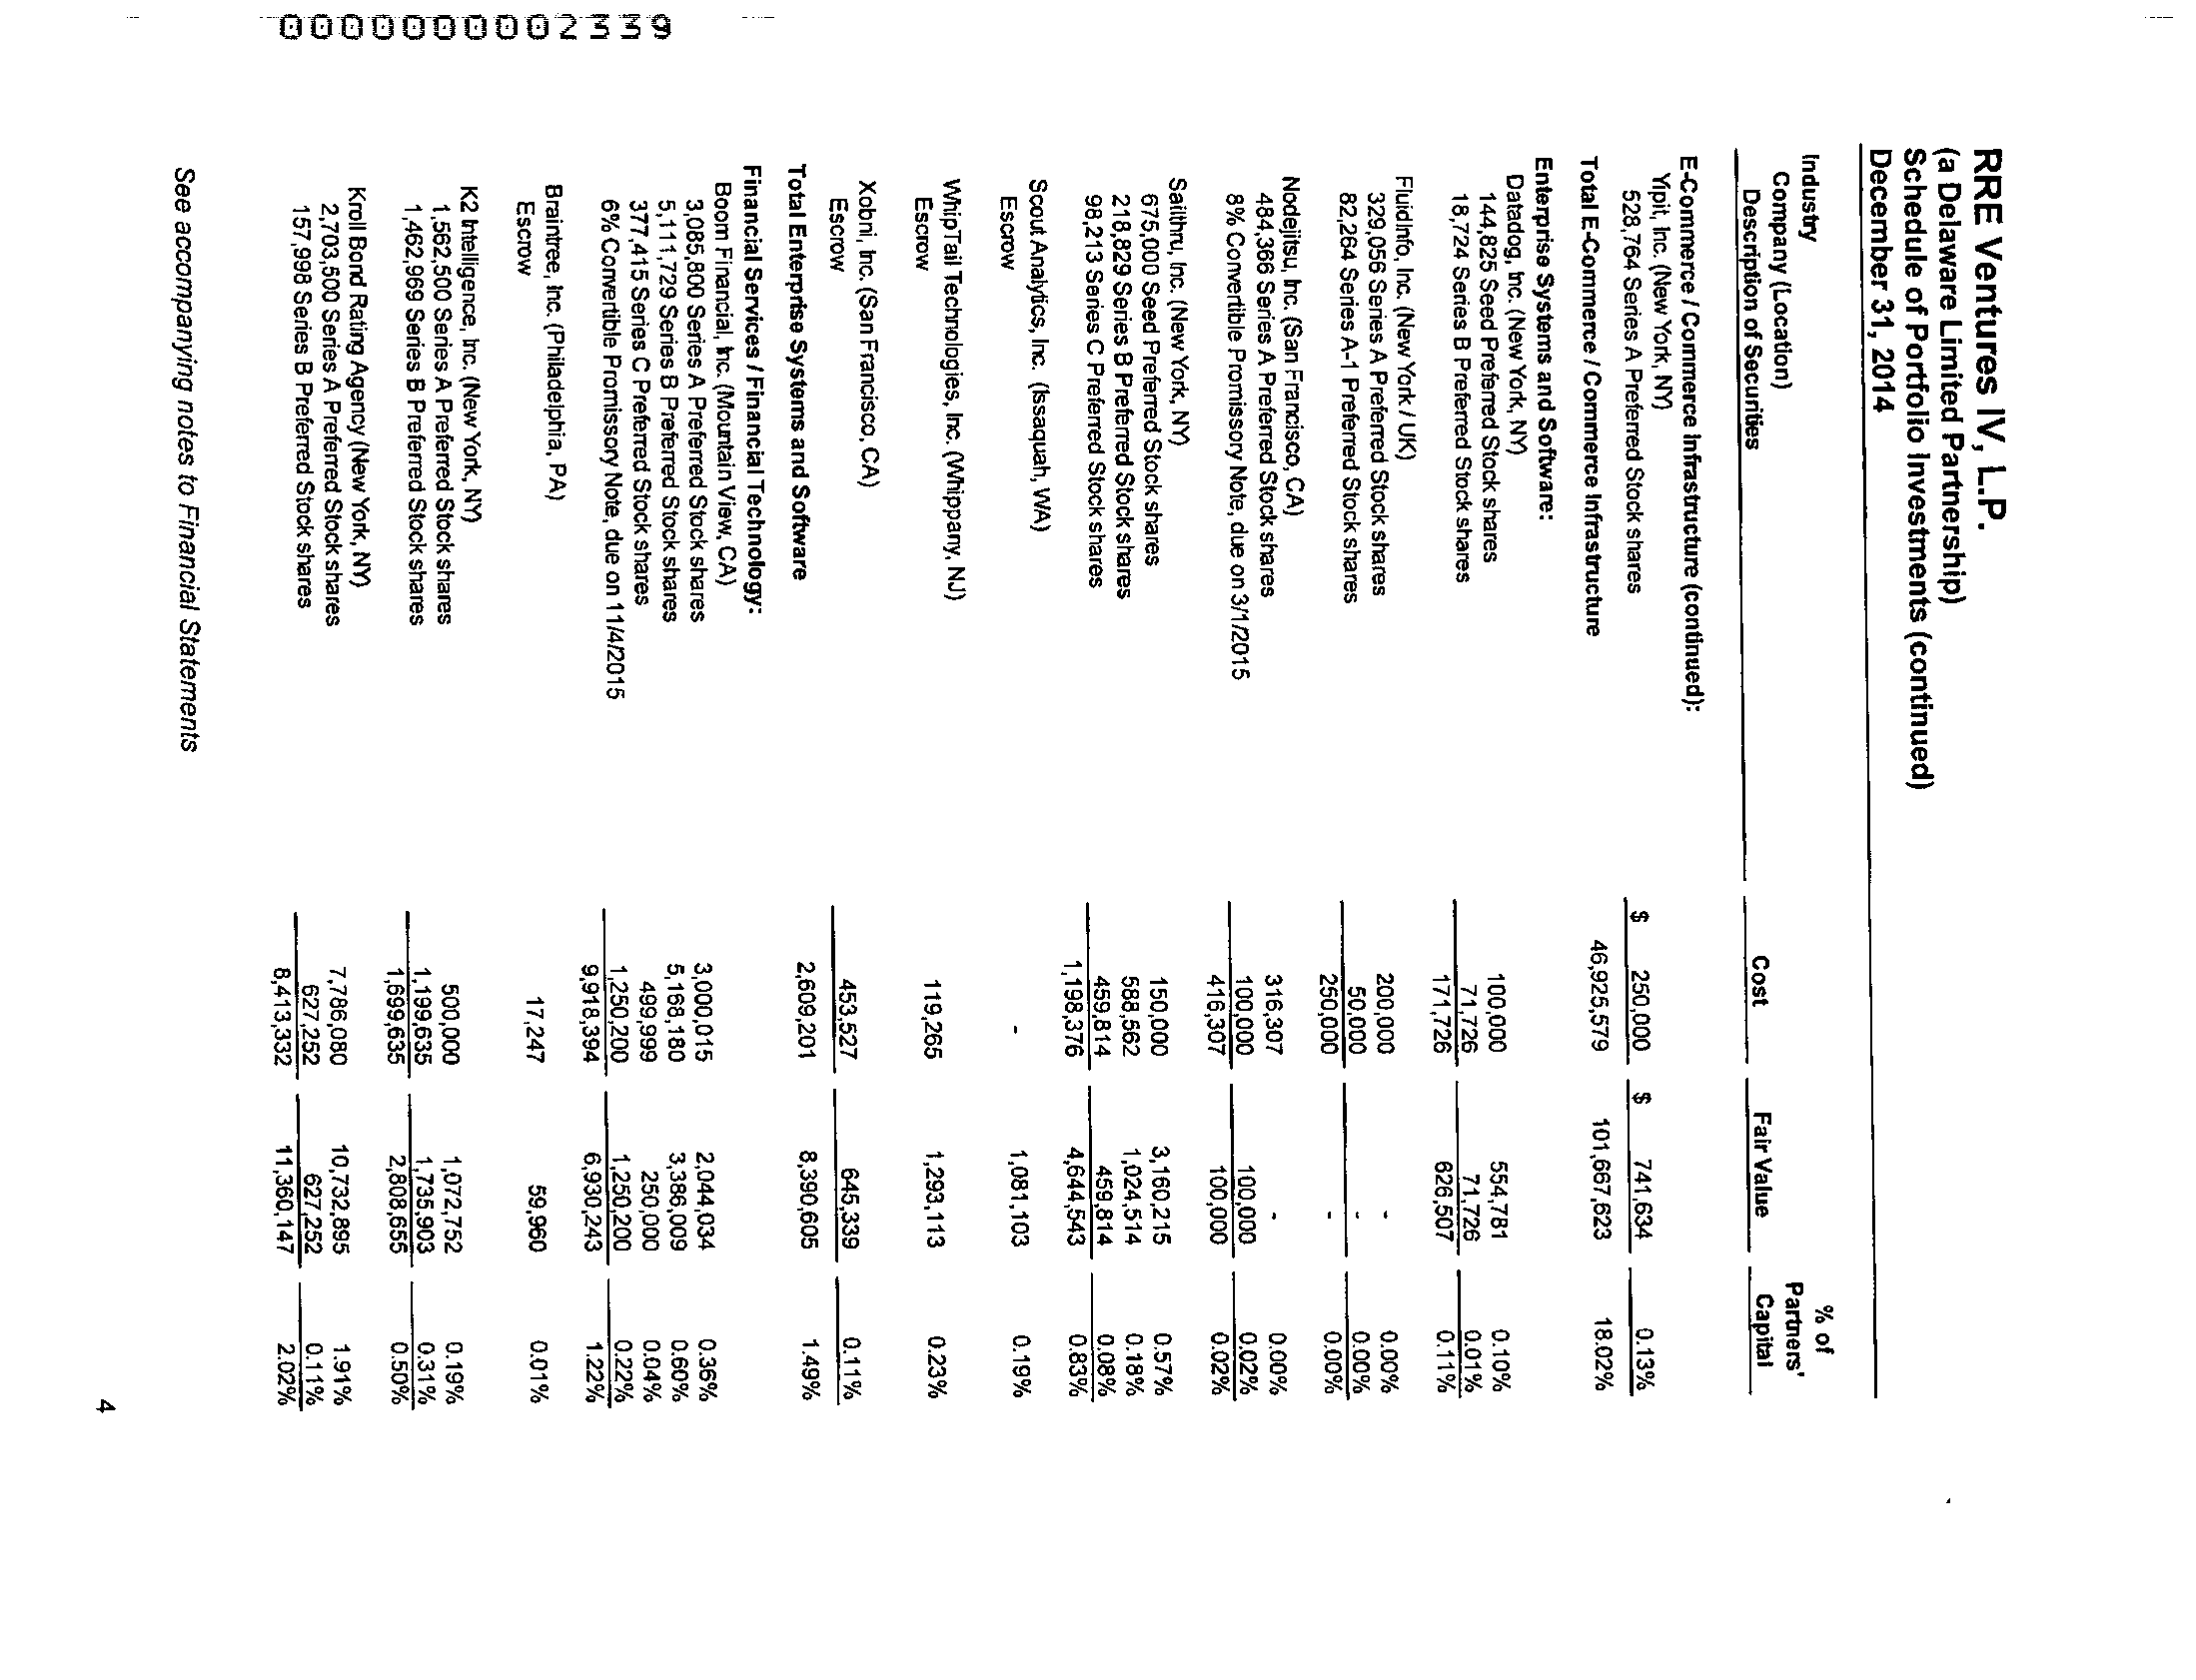 RRE Ventures IV, L.P.
(a Delaware Limited Partnership)
Schedule of Portfolio Investments (continued)
December 31, 2014
% of
Industry Partners'
Company (Location)
Description of Securities Cost Fair Value Capital
E-Commerce / Commerce Infrastructure (continued):
Yipit, Inc. (New York, NY)
528,764 Series A Preferred Stock shares $ 250,000 $ 741,634 0.13%
Total E-Commerce / Commerce Infrastructure 46,925,579 101,667,623 18.02%
Enterprise Systems and Software:
Datadog, Inc. (New York, NY)
144,825 Seed Preferred Stock shares 100,000 554,781 0.10%
18,724 Series B Preferred Stock shares 71,726 71,726 0.01%
171,726 626,507 0.11%
FluidInfo, Inc. (New York / UK)
329,056 Series A Preferred Stock shares 200,000 - 0.00%
82,264 Series A-1 Preferred Stock shares 50,000 - 0.00%
250,000 - 0.00%
Nodejitsu, Inc. (San Francisco, CA)
484,366 Series A Preferred Stock shares 316,307 - 0.00%
8% Convertible Promissory Note, due on 3/1/2015 100,000 100,000 0.02%
416,307 100,000 0.02%
Sailthru, Inc. (New York, NY)
675,000 Seed Preferred Stock shares 150,000 3,160,215 0.57%
218,829 Series B Preferred Stock shares 588,562 1,024,514 0.18%
98,213 Series C Preferred Stock shares 459,814 459,814 0.08%
1,198,376 4,644,543 0.83%
Scout Analytics, Inc. (Issaquah, WA)
Escrow - 1,081,103 0.19%
WhipTail Technologies, Inc. (Whippany, NJ)
Escrow 119,265 1,293,113 0.23%
Xobni, Inc. (San Francisco, CA)
Escrow 453,527 645,339 0.11%
Total Enterprise Systems and Software 2,609,201 8,390,605 1.49%
Financial Services / Financial Technology:
Boom Financial, Inc. (Mountain View, CA)
3,085,800 Series A Preferred Stock shares 3,000,015 2,044,034 0.36%
5,111,729 Series B Preferred Stock shares 5,168,180 3,386,009 0.60%
377,415 Series C Preferred Stock shares 499,999 250,000 0.04%
6% Convertible Promissory Note, due on 11/4/2015 1,250,200 1,250,200 0.22%
9,918,394 6,930,243 1.22%
Braintree, Inc. (Philadelphia, PA)
Escrow 17,247 59,960 0.01%
K2 Intelligence, Inc. (New York, NY)
1,562,500 Series A Preferred Stock shares 500,000 1,072,752 0.19%
1,462,969 Series B Preferred Stock shares 1,199,635 1,735,903 0.31%
1,699,635 2,808,655 0.50%
Kroll Bond Rating Agency (New York, NY)
2,703,500 Series A Preferred Stock shares 7,786,080 10,732,895 1.91%
157,998 Series B Preferred Stock shares 627,252 627,252 0.11%
8,413,332 11,360,147 2.02%
See accompanying notes to Financial Statements
4
0000000002339